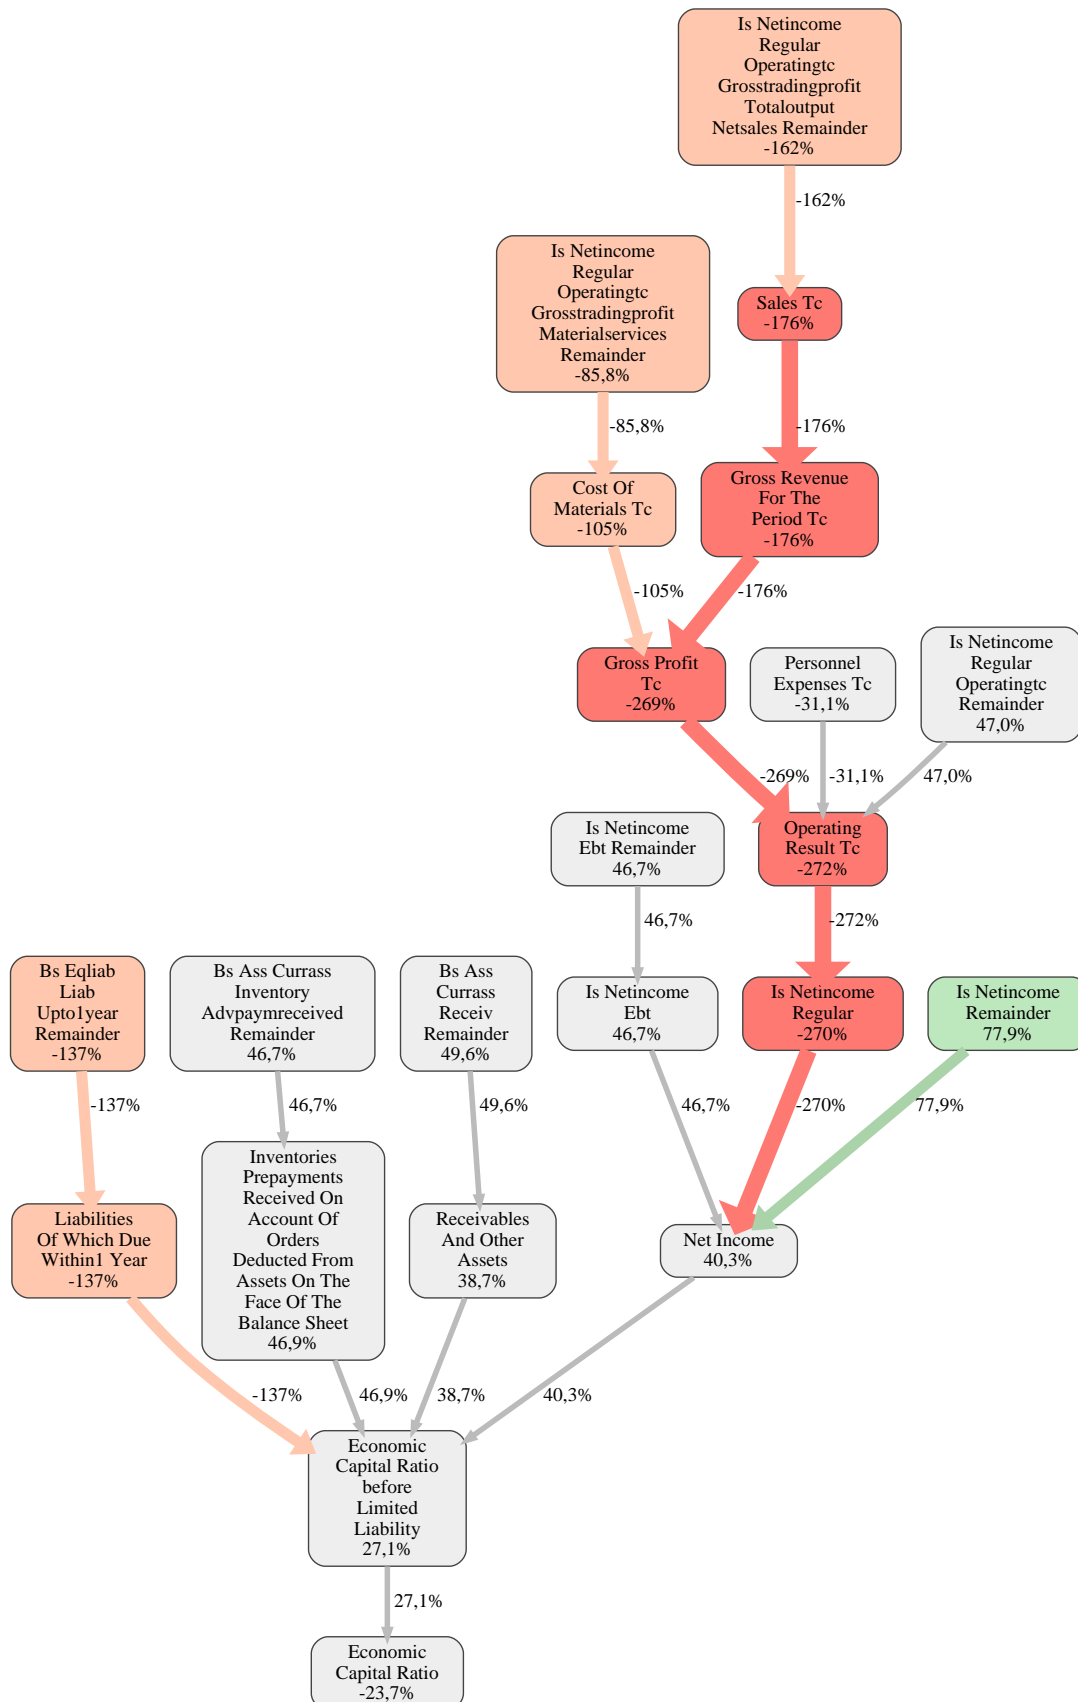 Is Netincome
Regular
Operatingtc
Grosstradingprofit
Totaloutput
Netsales Remainder
-162%
-162%
Is Netincome
Regular
Operatingtc
Grosstradingprofit
Materialservices
Remainder
-85,8%
Sales Tc
-176%
-85,8%
-176%
Cost Of
Materials Tc
-105%
Gross Revenue
For The
Period Tc
-176%
-105%
-176%
Gross Profit
Tc
-269%
Personnel
Expenses Tc
-31,1%
Is Netincome
Regular
Operatingtc
Remainder
47,0%
-269%
-31,1%
47,0%
Is Netincome
Ebt Remainder
46,7%
Operating
Result Tc
-272%
46,7%
-272%
Bs Eqliab
Liab
Upto1year
Remainder
-137%
Bs Ass Currass
Inventory
Advpaymreceived
Remainder
46,7%
Bs Ass
Currass
Receiv
Remainder
49,6%
Is Netincome
Ebt
46,7%
Is Netincome
Regular
-270%
Is Netincome
Remainder
77,9%
-137%
46,7%
49,6%
46,7%
-270%
77,9%
Liabilities
Of Which Due
Within1 Year
-137%
Inventories
Prepayments
Received On
Account Of
Orders
Deducted From
Assets On The
Face Of The
Balance Sheet
46,9%
Receivables
And Other
Assets
38,7%
Net Income
40,3%
-137%
46,9%
38,7%
40,3%
Economic
Capital Ratio
before
Limited
Liability
27,1%
27,1%
Economic
Capital Ratio
-23,7%